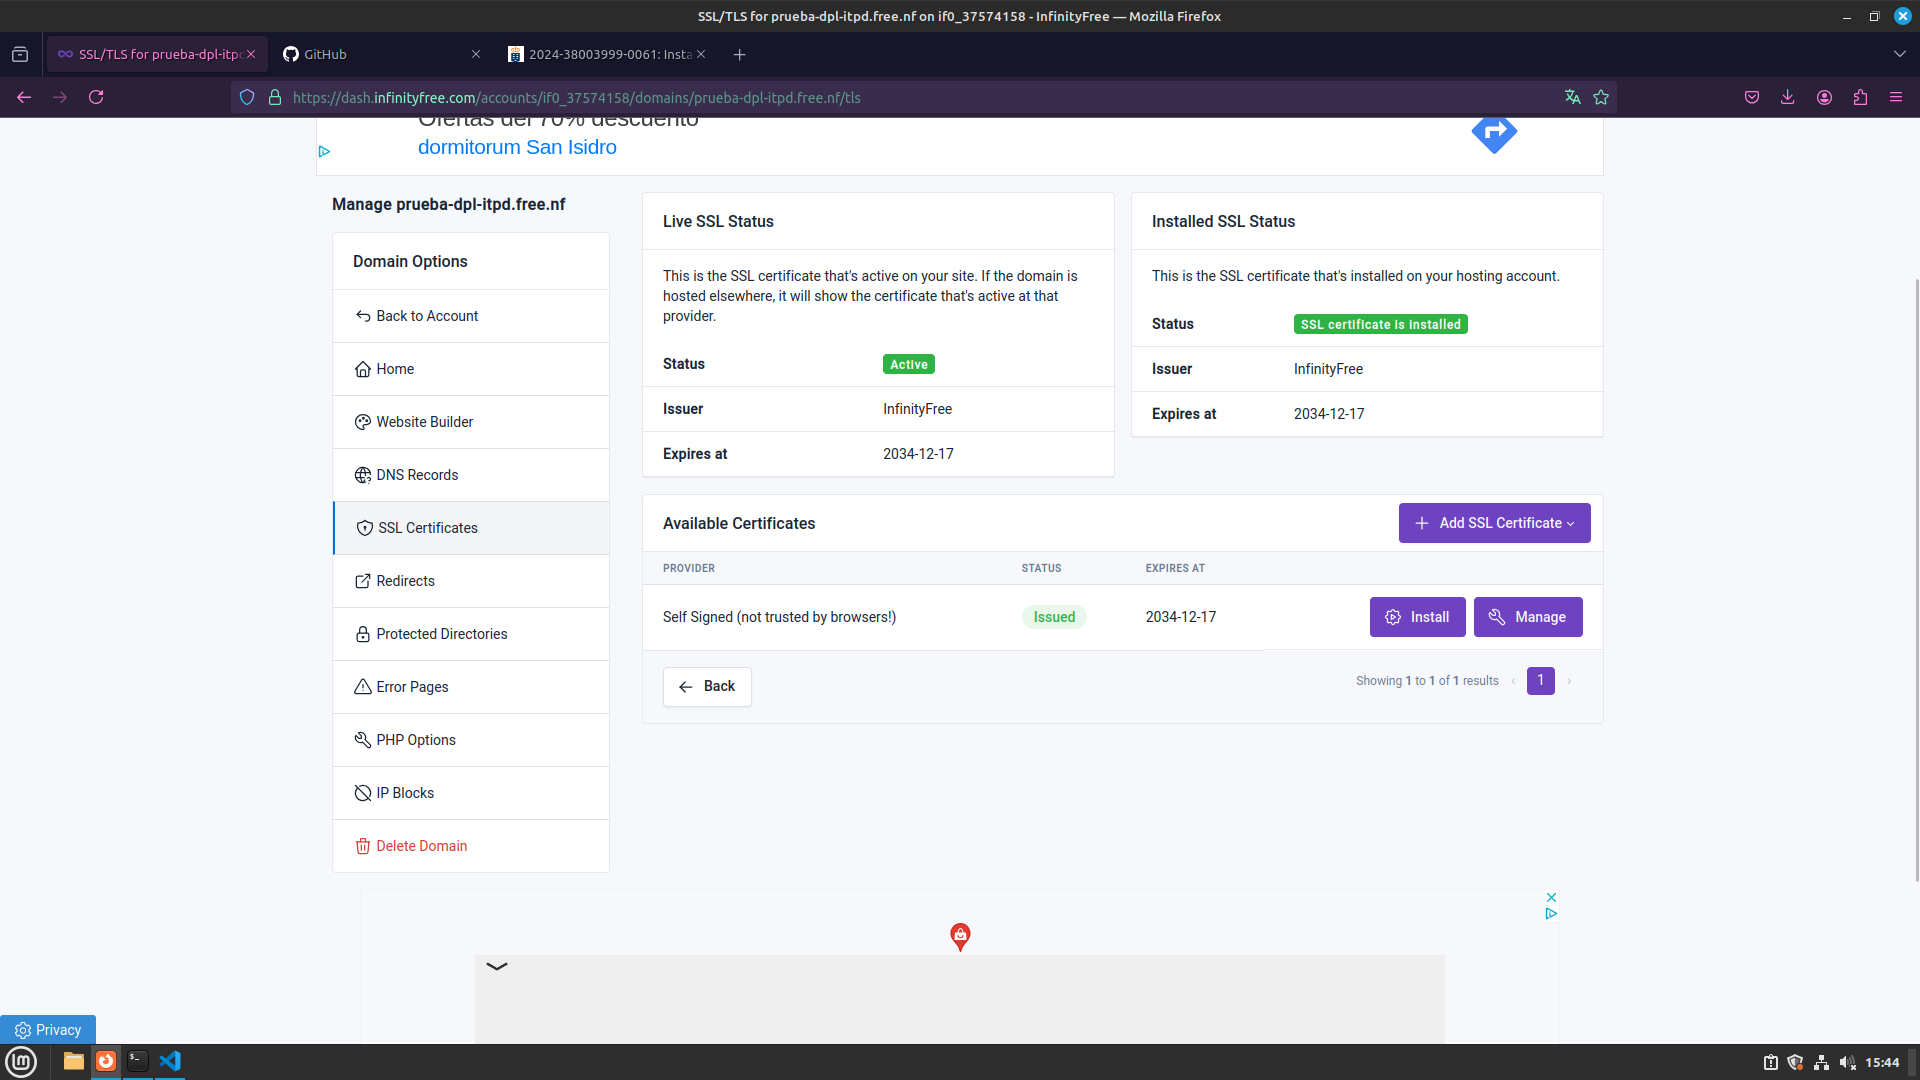 SSL/TLS for prueba-dpl-itpd.free.nf on if0_37574158 - InfinityFree — Mozilla Firefox
SSL/TLS for prueba-dpl-itp
GitHub
2024-38003999-0061: Insta
https://dash.infinityfree.com/accounts/if0_37574158/domains/prueba-dpl-itpd.free.nf/tls
Ofertas del 70% descuento
dormitorum San Isidro
Manage prueba-dpl-itpd.free.nf
Domain Options
Back to Account
Home
Website Builder
DNS Records
SSL Certificates
Redirects
Protected Directories
Error Pages
PHP Options
IP Blocks
Delete Domain
Live SSL Status
This is the SSL certificate that's active on your site. If the domain is
hosted elsewhere, it will show the certificate that's active at that
provider.
Status Active
Issuer InfinityFree
Expires at 2034-12-17
Installed SSL Status
This is the SSL certificate that's installed on your hosting account.
Status SSL certificate is installed
Issuer InfinityFree
Expires at 2034-12-17
Available Certificates
Add SSL Certificate
PROVIDER STATUS EXPIRES AT
Self Signed (not trusted by browsers!) Issued 2034-12-17 Install Manage
Back
Showing 1 to 1 of 1 results ‹ 1 ›
Privacy
15:44